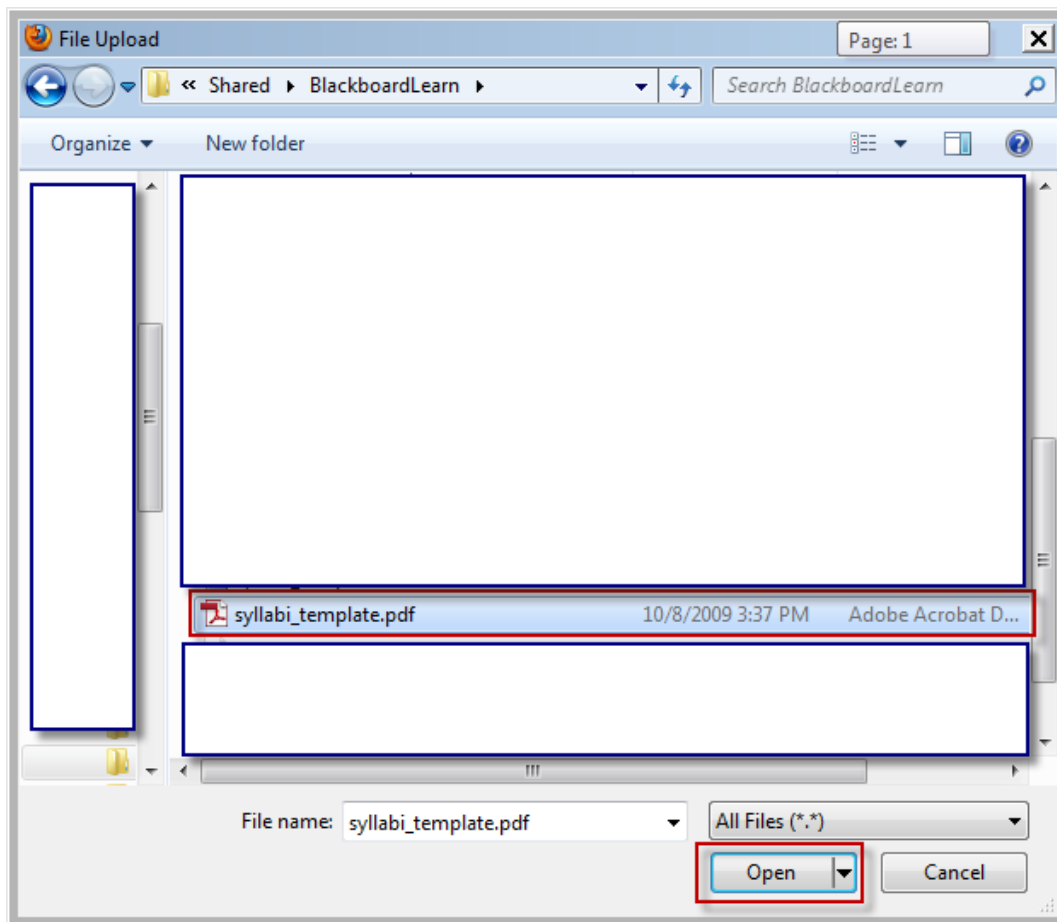 File Upload
Page: 1
« Shared BlackboardLearn
Search BlackboardLearn
Organize New folder
syllabi_template.pdf 10/8/2009 3:37 PM Adobe Acrobat D...
File name: syllabi_template.pdf All Files (*.*)
Open Cancel